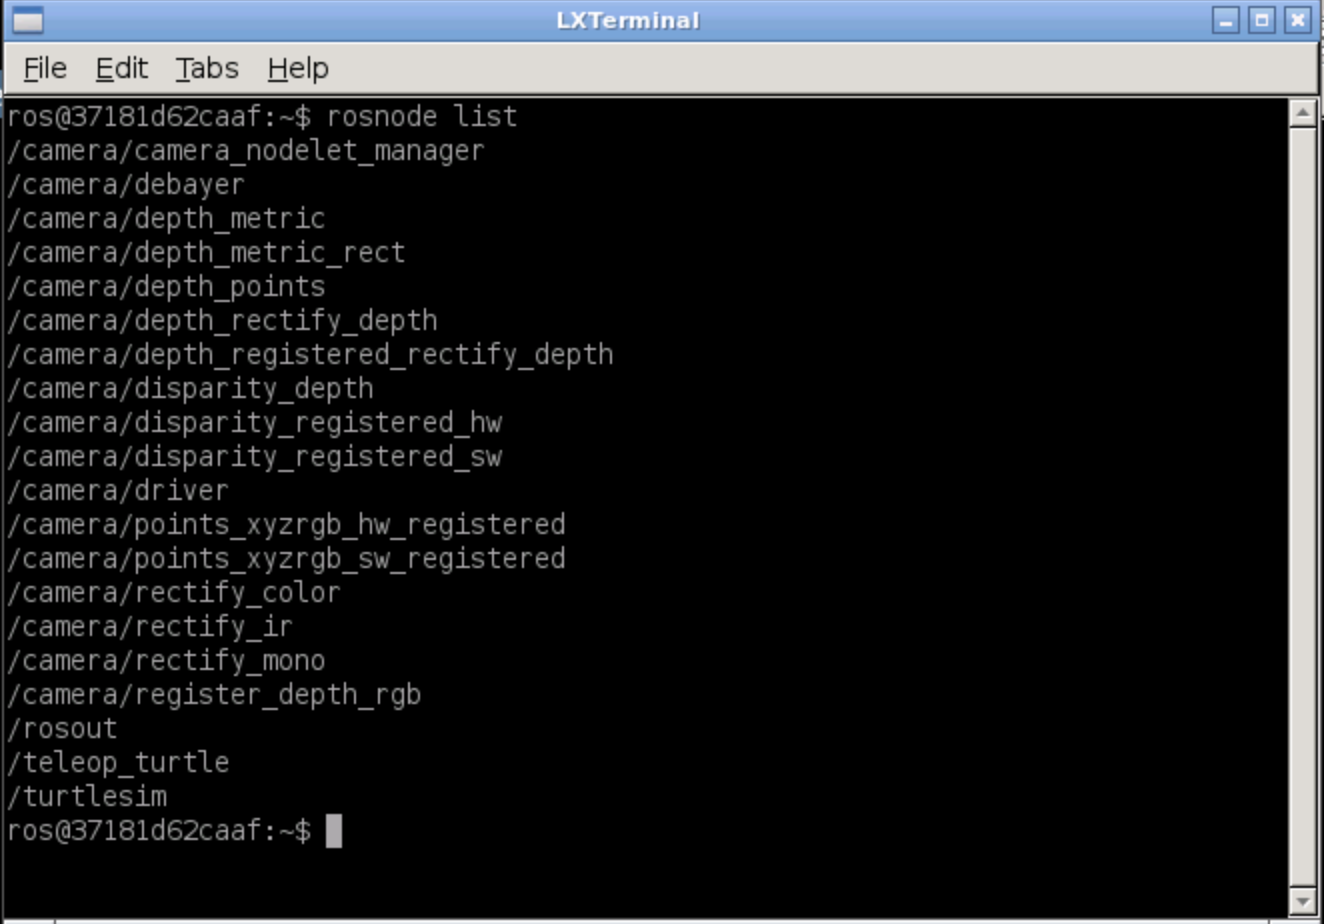 LXTerminal
File Edit Tabs Help
ros@37181d62caaf:~$ rosnode list
/camera/camera_nodelet_manager
/camera/debayer
/camera/depth_metric
/camera/depth_metric_rect
/camera/depth_points
/camera/depth_rectify_depth
/camera/depth_registered_rectify_depth
/camera/disparity_depth
/camera/disparity_registered_hw
/camera/disparity_registered_sw
/camera/driver
/camera/points_xyzrgb_hw_registered
/camera/points_xyzrgb_sw_registered
/camera/rectify_color
/camera/rectify_ir
/camera/rectify_mono
/camera/register_depth_rgb
/rosout
/teleop_turtle
/turtlesim
ros@37181d62caaf:~$